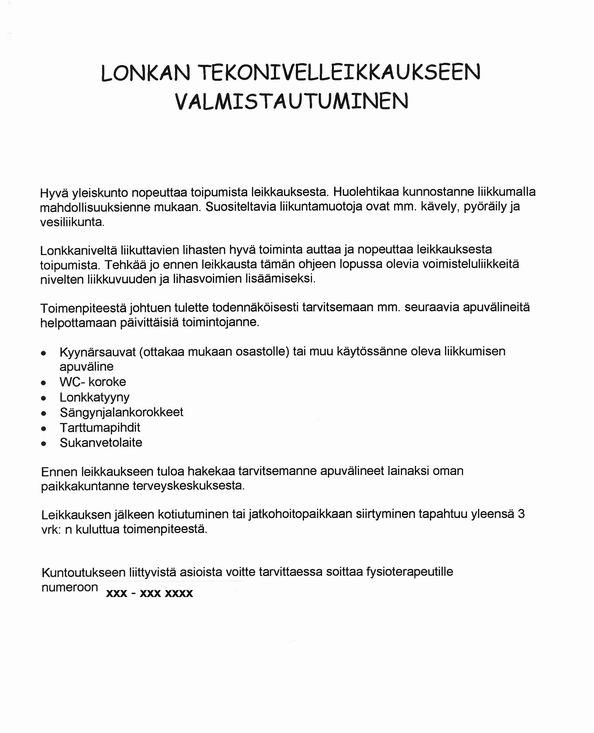 LONKAN TEKONIVELLEIKKAUKSEEN
VALMISTAUTUMINEN
Hyvä yleiskunto nopeuttaa toipumista leikkauksesta. Huolehtikaa kunnostanne liikkumalla
mahdollisuuksienne mukaan. Suositeltavia liikuntamuotoja ovat mm. kävely, pyöräily ja
vesiliikunta.
Lonkkaniveltä liikuttavien lihasten hyvä toiminta auttaa ja nopeuttaa leikkauksesta
toipumista. Tehkää jo ennen leikkausta tämän ohjeen lopussa olevia voimisteluliikkeitä
nivelten liikkuvuuden ja lihasvoimien lisäämiseksi.
Toimenpiteestä johtuen tulette todennäköisesti tarvitsemaan mm. seuraavia apuvälineitä
helpottamaan päivittäisiä toimintojanne.
• Kyynärsauvat (ottakaa mukaan osastolle) tai muu käytössänne oleva liikkumisen
apuväline
• WC- koroke
• Lonkkatyyny
• Sängynjalankorokkeet
• Tarttumapihdit
• Sukanvetolaite
Ennen leikkaukseen tuloa hakekaa tarvitsemanne apuvälineet lainaksi oman
paikkakuntanne terveyskeskuksesta.
Leikkauksen jälkeen kotiutuminen tai jatkohoitopaikkaan siirtyminen tapahtuu yleensä 3
vrk: n kuluttua toimenpiteestä.
Kuntoutukseen liittyvistä asioista voitte tarvittaessa soittaa fysioterapeutille
numeroon xxx - xxx xxxx